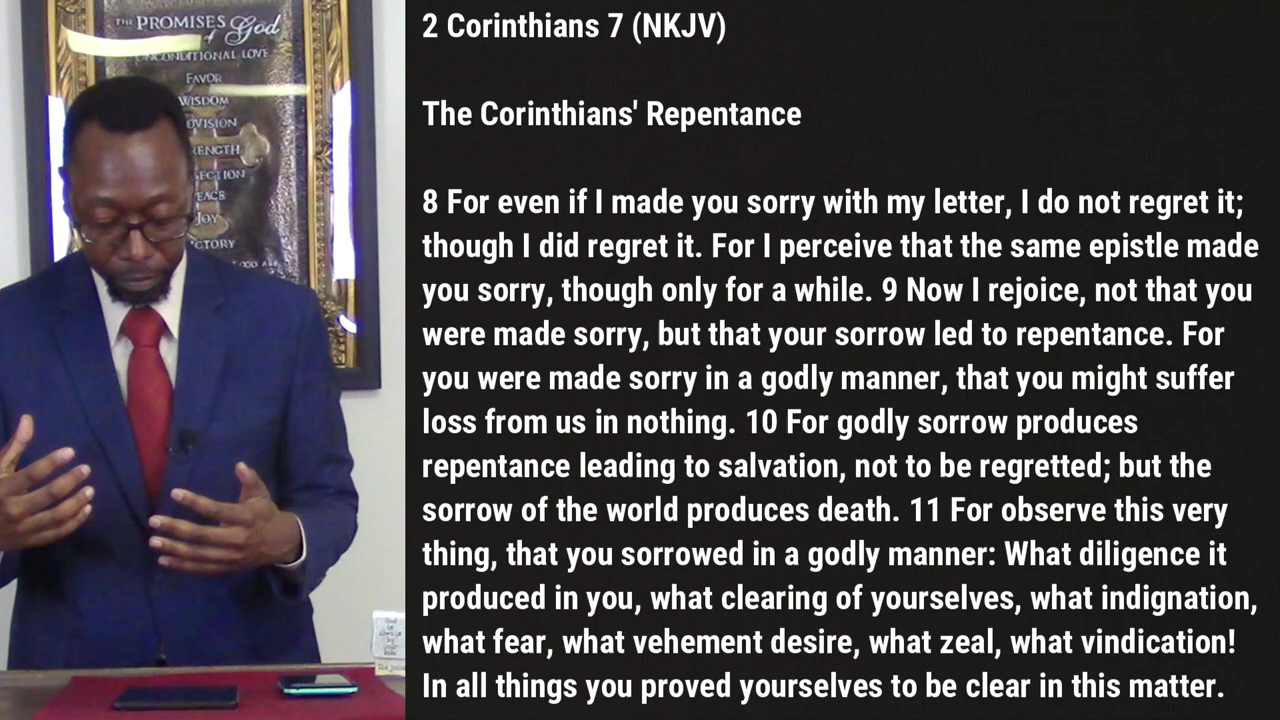 THE PROMISES
of God
UNCONDITIONAL LOVE
FAVOR
WISDOM
OVISION
RENGTH
ECTION
EACE
JOY
CTORY
2 Corinthians 7 (NKJV)
The Corinthians' Repentance
8 For even if I made you sorry with my letter, I do not regret it;
though I did regret it. For I perceive that the same epistle made
you sorry, though only for a while. 9 Now I rejoice, not that you
were made sorry, but that your sorrow led to repentance. For
you were made sorry in a godly manner, that you might suffer
loss from us in nothing. 10 For godly sorrow produces
repentance leading to salvation, not to be regretted; but the
sorrow of the world produces death. 11 For observe this very
thing, that you sorrowed in a godly manner: What diligence it
produced in you, what clearing of yourselves, what indignation,
what fear, what vehement desire, what zeal, what vindication!
In all things you proved yourselves to be clear in this matter.